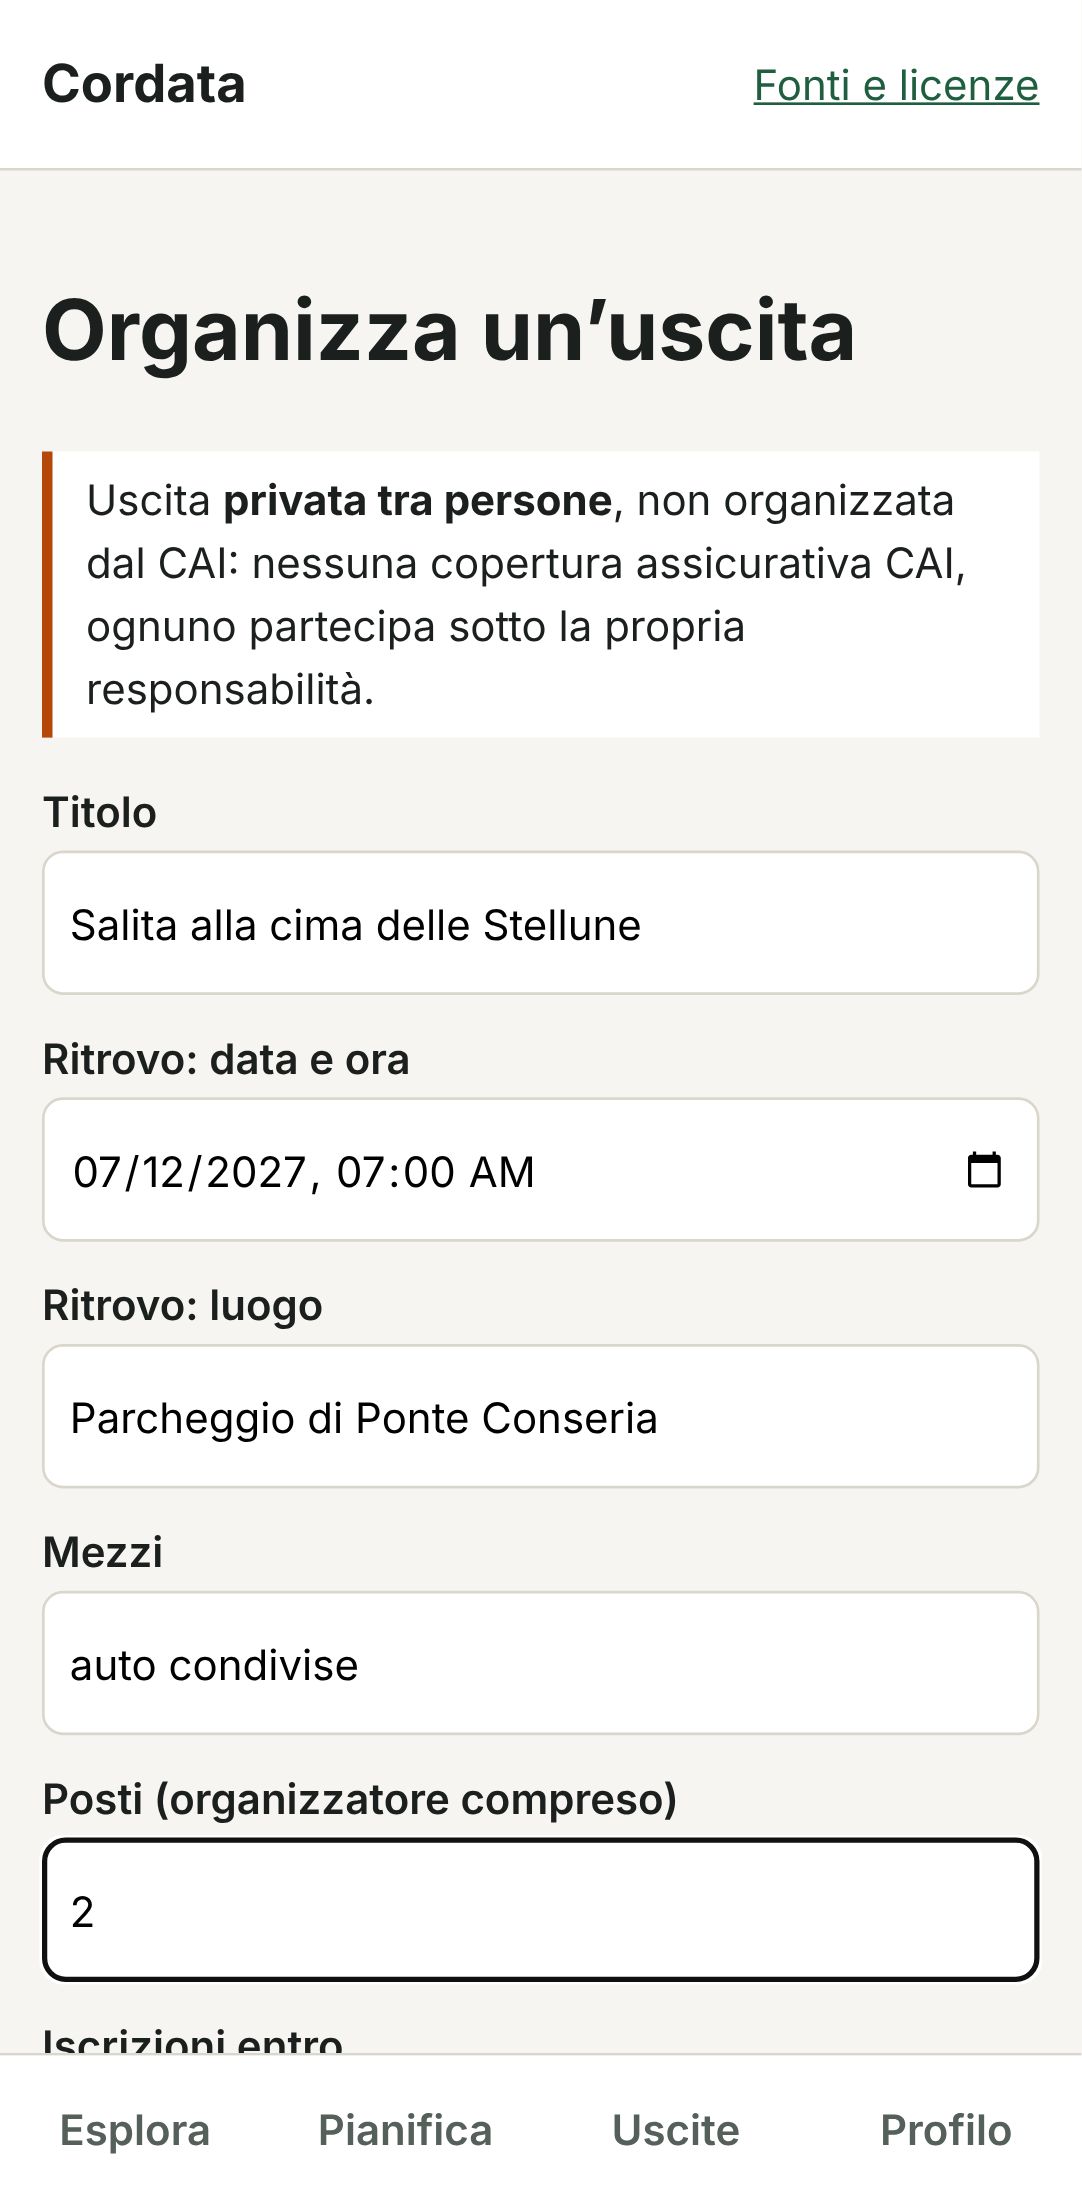 Cordata
Fonti e licenze
Organizza un’uscita
Uscita privata tra persone, non organizzata
dal CAI: nessuna copertura assicurativa CAI,
ognuno partecipa sotto la propria
responsabilità.
Titolo
Salita alla cima delle Stellune
Ritrovo: data e ora
07/12/2027, 07:00 AM
Ritrovo: luogo
Parcheggio di Ponte Conseria
Mezzi
auto condivise
Posti (organizzatore compreso)
2
Iscrizioni entro
Esplora
Pianifica
Uscite
Profilo